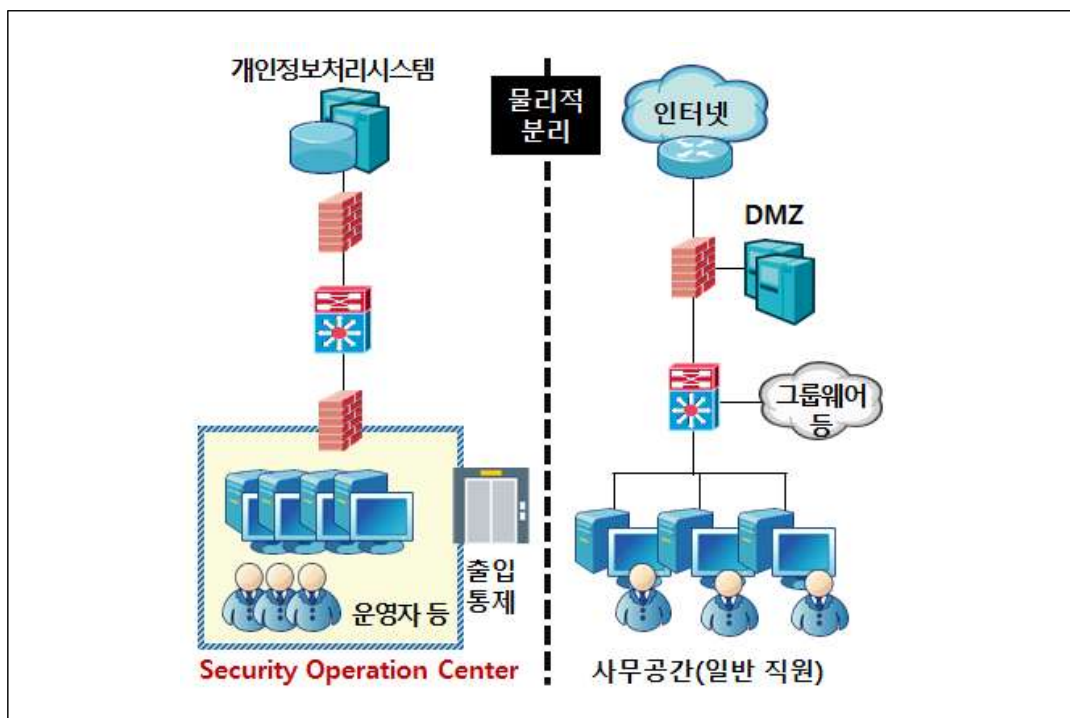 개인정보처리시스템
물리적
분리
인터넷
DMZ
그룹웨어
등
출입
통제
운영자 등
Security Operation Center
사무공간(일반 직원)